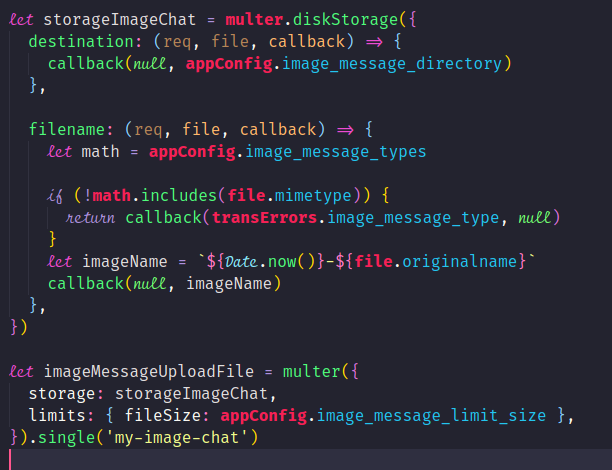 let storageImageChat = multer.diskStorage({
  destination: (req, file, callback) => {
    callback(null, appConfig.image_message_directory)
  },

  filename: (req, file, callback) => {
    let math = appConfig.image_message_types

    if (!math.includes(file.mimetype)) {
      return callback(transErrors.image_message_type, null)
    }
    let imageName = `${Date.now()}-${file.originalname}`
    callback(null, imageName)
  },
})

let imageMessageUploadFile = multer({
  storage: storageImageChat,
  limits: { fileSize: appConfig.image_message_limit_size },
}).single('my-image-chat')